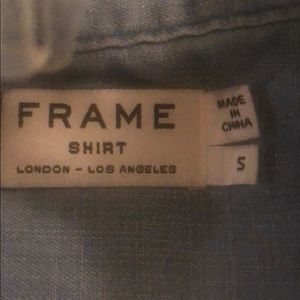 FRAME
SHIRT
LONDON – LOS ANGELES
MADE
IN
CHINA
S